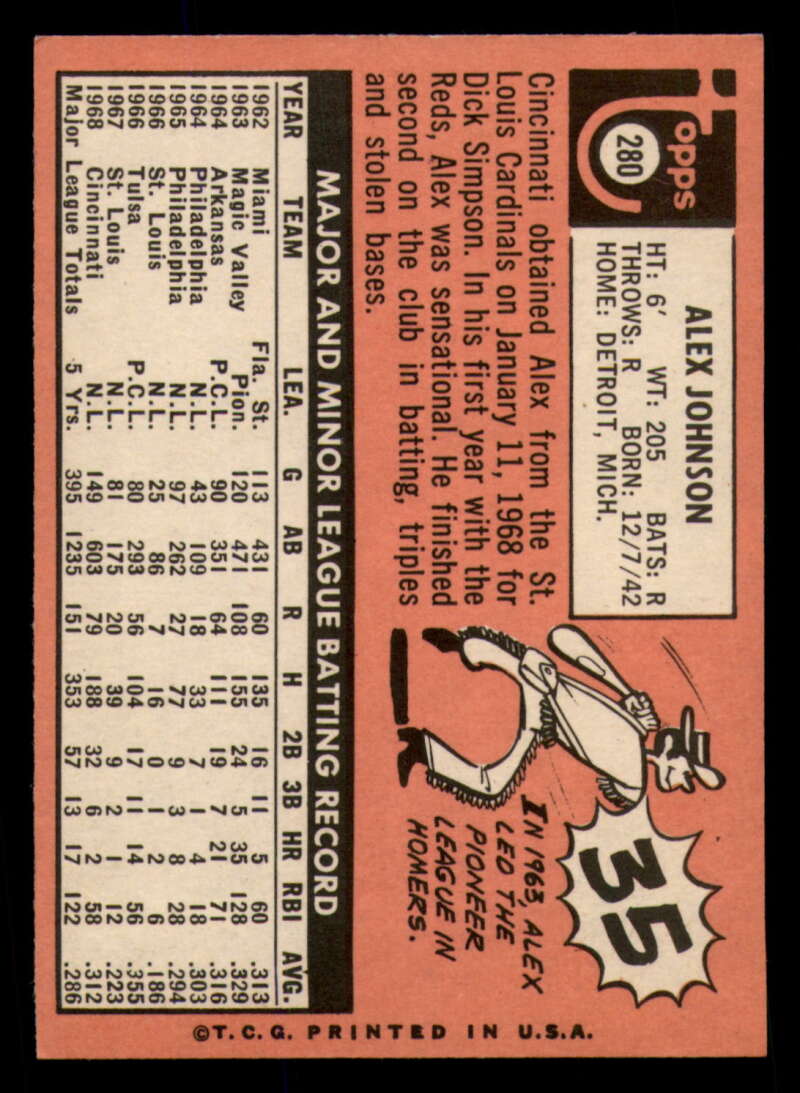 Topps
280
ALEX JOHNSON
HT: 6' WT: 205 BATS: R
THROWS: R BORN: 12/7/42
HOME: DETROIT, MICH.
Cincinnati obtained Alex from the St.
Louis Cardinals on January 11, 1968 for
Dick Simpson. In his first year with the
Reds, Alex was sensational. He finished
second on the club in batting, triples
and stolen bases.
35
IN 1963, ALEX
LED THE
PIONEER
LEAGUE IN
HOMERS.
MAJOR AND MINOR LEAGUE BATTING RECORD
YEAR TEAM LEA. G AB R H 2B 3B HR RBI AVG.
1962 Miami Fla. St. 113 431 60 135 16 11 5 60 .313
1963 Magic Valley Pion. 120 471 108 155 24 5 35 128 .329
1964 Arkansas P.C.L. 90 351 64 111 19 7 21 71 .316
1964 Philadelphia N.L. 43 109 18 33 7 1 4 18 .303
1965 Philadelphia N.L. 97 262 27 77 9 3 8 28 .294
1966 St. Louis N.L. 25 86 7 16 0 1 2 6 .186
1966 Tulsa P.C.L. 80 293 56 104 17 11 14 56 .355
1967 St. Louis N.L. 81 175 20 39 9 2 1 12 .223
1968 Cincinnati N.L. 149 603 79 188 32 6 2 58 .312
Major League Totals 5 Yrs. 395 1235 151 353 57 13 17 122 .286
©T.C.G. PRINTED IN U.S.A.